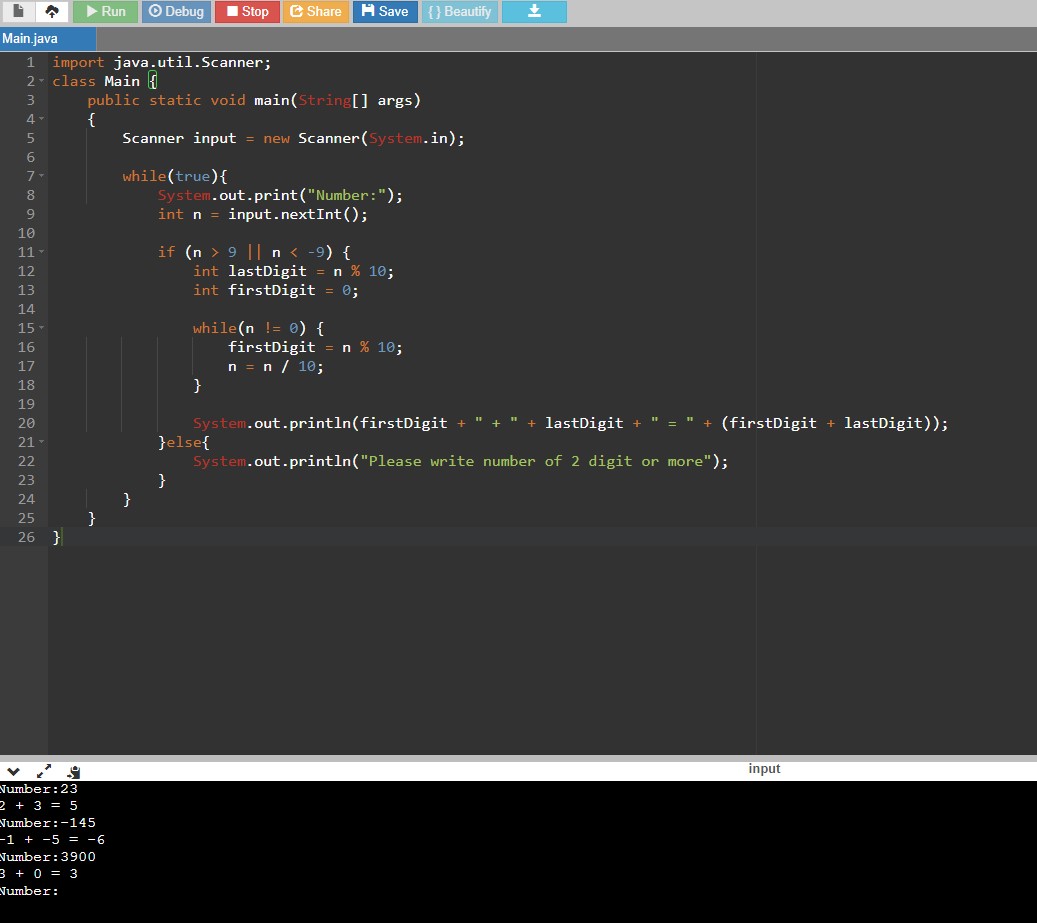 Run Debug Stop Share Save { } Beautify
Main.java
1 import java.util.Scanner;
2 class Main {
3     public static void main(String[] args)
4     {
5         Scanner input = new Scanner(System.in);
6
7         while(true){
8             System.out.print("Number:");
9             int n = input.nextInt();
10
11             if (n > 9 || n < -9) {
12                 int lastDigit = n % 10;
13                 int firstDigit = 0;
14
15                 while(n != 0) {
16                     firstDigit = n % 10;
17                     n = n / 10;
18                 }
19
20                 System.out.println(firstDigit + " + " + lastDigit + " = " + (firstDigit + lastDigit));
21             }else{
22                 System.out.println("Please write number of 2 digit or more");
23             }
24         }
25     }
26 }
input
Number:23
2 + 3 = 5
Number:-145
-1 + -5 = -6
Number:3900
3 + 0 = 3
Number: